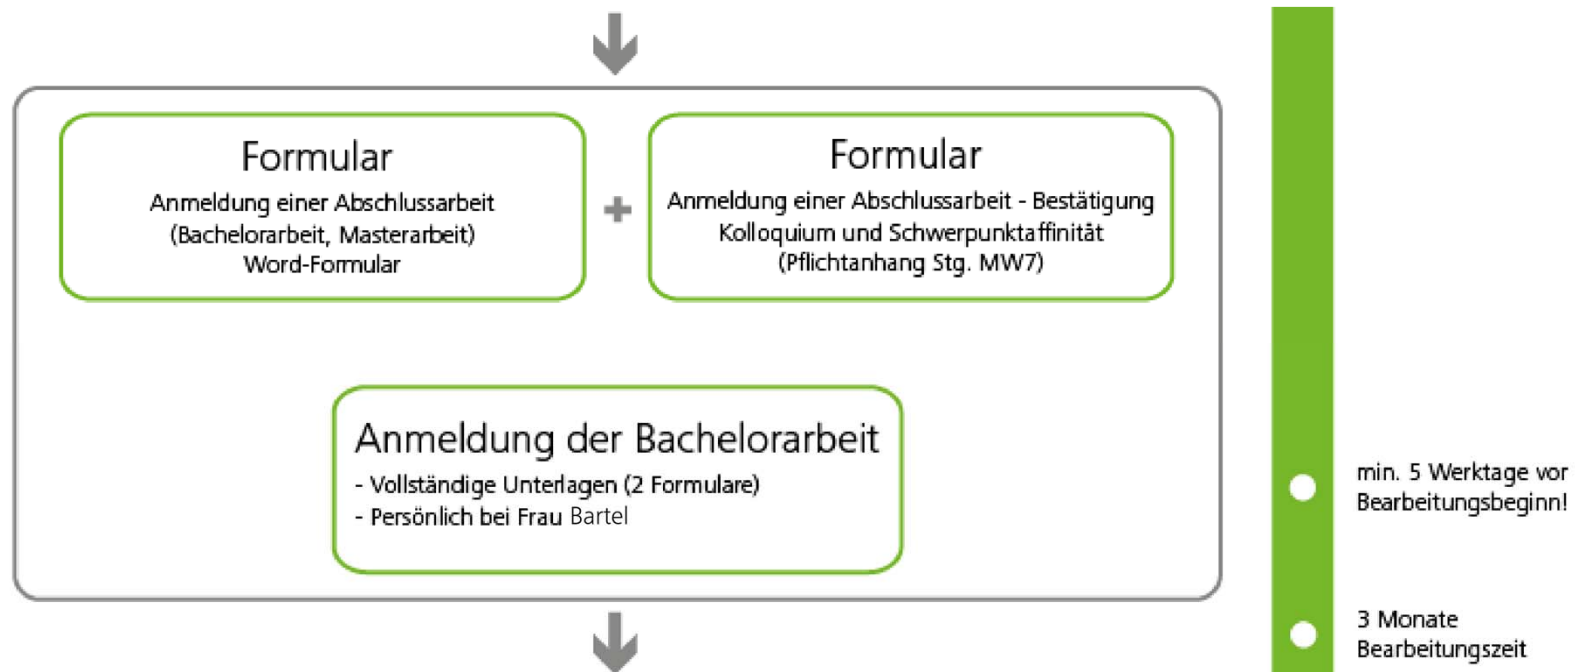 Formular
Anmeldung einer Abschlussarbeit
(Bachelorarbeit, Masterarbeit)
Word-Formular
+
Formular
Anmeldung einer Abschlussarbeit - Bestätigung
Kolloquium und Schwerpunktaffinität
(Pflichtanhang Stg. MW7)
Anmeldung der Bachelorarbeit
- Vollständige Unterlagen (2 Formulare)
- Persönlich bei Frau Bartel
min. 5 Werktage vor
Bearbeitungsbeginn!
3 Monate
Bearbeitungszeit